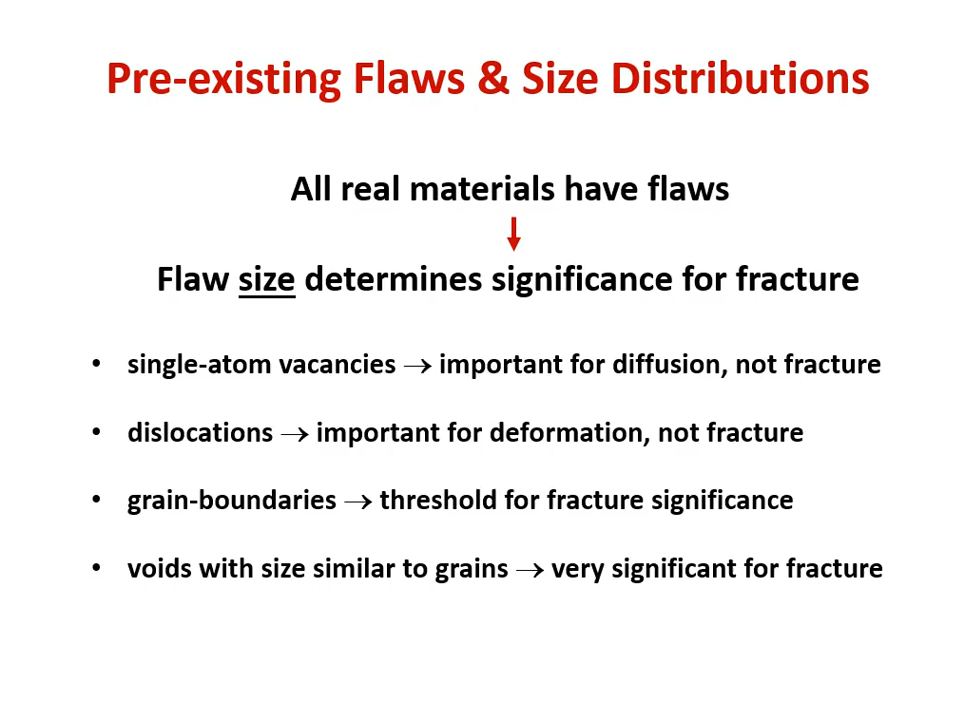 Pre-existing Flaws & Size Distributions
All real materials have flaws
Flaw size determines significance for fracture
• single-atom vacancies → important for diffusion, not fracture
• dislocations → important for deformation, not fracture
• grain-boundaries → threshold for fracture significance
• voids with size similar to grains → very significant for fracture